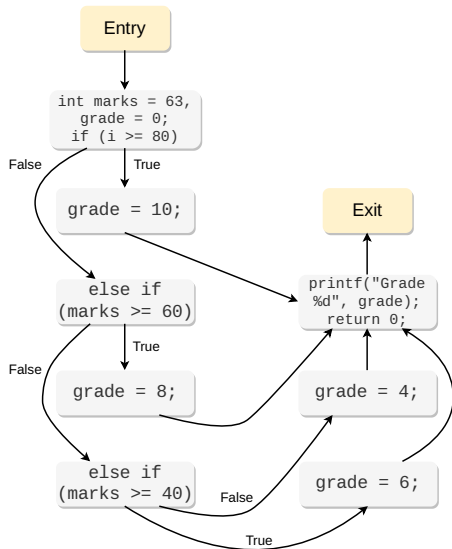 Entry
int marks = 63,
grade = 0;
if (i >= 80)
False
True
grade = 10;
Exit
else if
(marks >= 60)
printf("Grade
%d", grade);
return 0;
True
False
grade = 8;
grade = 4;
else if
(marks >= 40)
False
grade = 6;
True